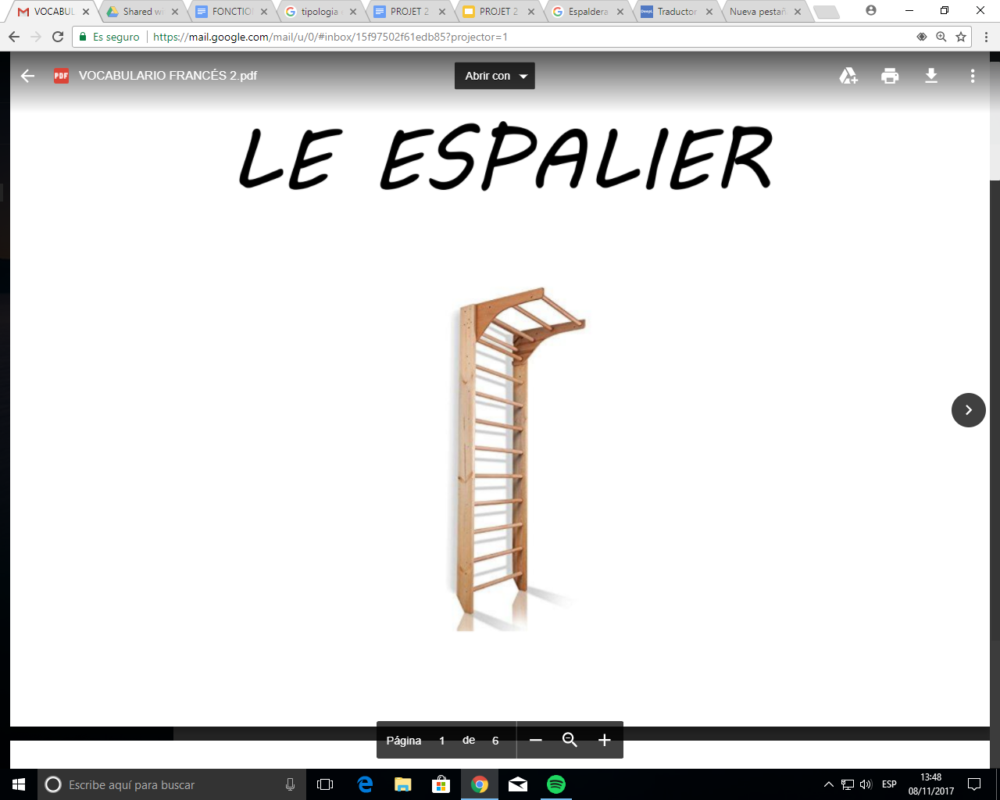 VOCABUL
Shared wi
FONCTIO
tipologia
PROJET 2
PROJET 2
Espaldera
Traductor
Nueva pestañ
Es seguro
https://mail.google.com/mail/u/0/#inbox/15f97502f61edb85?projector=1
PDF VOCABULARIO FRANCÉS 2.pdf
Abrir con
LE ESPALIER
Página 1 de 6
Escribe aquí para buscar
ESP
13:48
08/11/2017